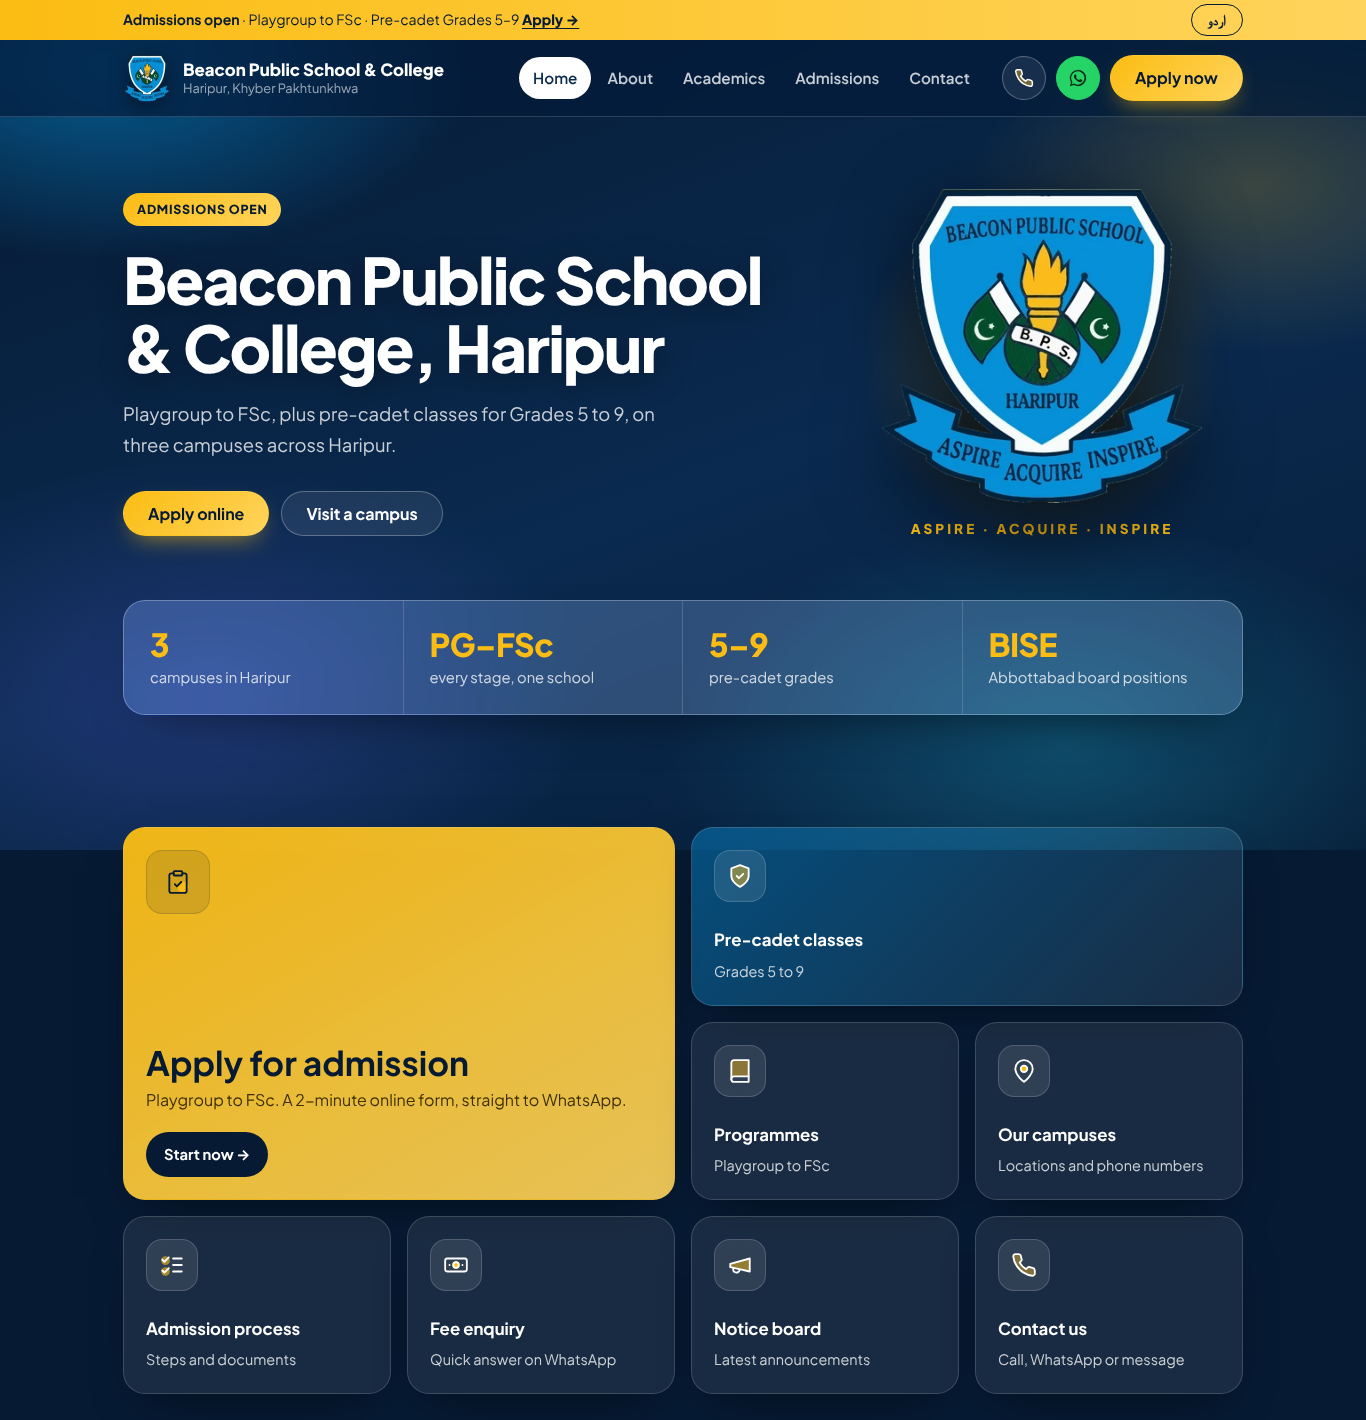 Admissions open · Playgroup to FSc · Pre-cadet Grades 5–9 Apply →
اردو
Beacon Public School & College
Haripur, Khyber Pakhtunkhwa
Home
About
Academics
Admissions
Contact
Apply now
ADMISSIONS OPEN
Beacon Public School
& College, Haripur
Playgroup to FSc, plus pre-cadet classes for Grades 5 to 9, on
three campuses across Haripur.
Apply online
Visit a campus
BEACON PUBLIC SCHOOL
B. P. S.
HARIPUR
ASPIRE ACQUIRE INSPIRE
ASPIRE · ACQUIRE · INSPIRE
3
campuses in Haripur
PG–FSc
every stage, one school
5–9
pre-cadet grades
BISE
Abbottabad board positions
Apply for admission
Playgroup to FSc. A 2–minute online form, straight to WhatsApp.
Start now →
Pre-cadet classes
Grades 5 to 9
Programmes
Playgroup to FSc
Our campuses
Locations and phone numbers
Admission process
Steps and documents
Fee enquiry
Quick answer on WhatsApp
Notice board
Latest announcements
Contact us
Call, WhatsApp or message